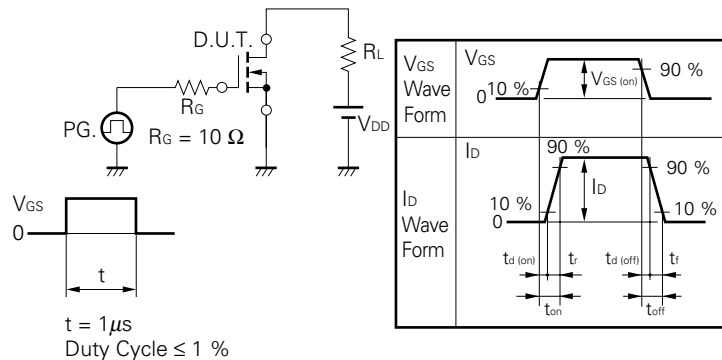 D.U.T.
RL
RG
PG.
RG = 10 Ω
VDD
VGS
0
t
t = 1μs
Duty Cycle ≤ 1 %
VGS
Wave
Form
VGS
10 %
0
VGS (on)
90 %
ID
Wave
Form
ID
90 %
90 %
10 %
ID
10 %
0
td (on)
tr
td (off)
tf
ton
toff